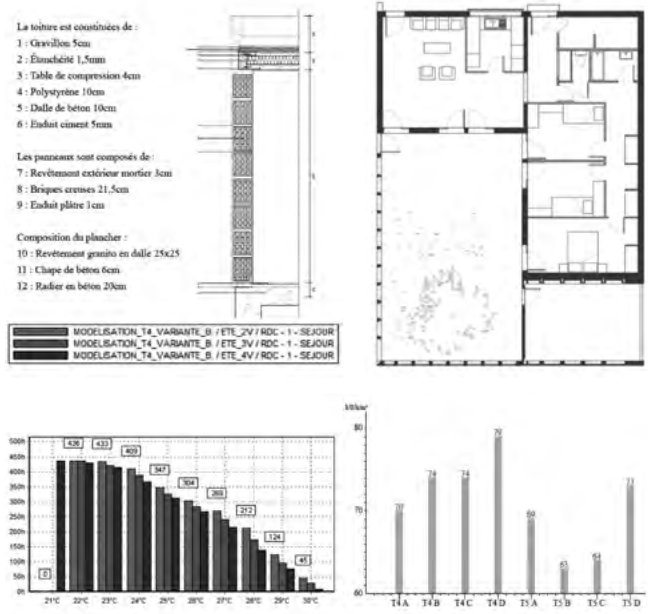 La toiture est constituées de :
1 : Gravillon 5cm
2 : Étanchéité 1,5mm
3 : Table de compression 4cm
4 : Polystyrène 10cm
5 : Dalle de béton 10cm
6 : Enduit ciment 5mm
Les panneaux sont composés de :
7 : Revêtement extérieur mortier 3cm
8 : Briques creuses 21,5cm
9 : Enduit plâtre 1cm
Composition du plancher :
10 : Revêtement granito en dalle 25x25
11 : Chape de béton 6cm
12 : Radier en béton 20cm
MODELISATION_T4_VARIANTE_B. / ETE_2V / RDC - 1 - SEJOUR
MODELISATION_T4_VARIANTE_B. / ETE_3V / RDC - 1 - SEJOUR
MODELISATION_T4_VARIANTE_B. / ETE_4V / RDC - 1 - SEJOUR
500h
450h
400h
350h
300h
250h
200h
150h
100h
50h
0h
0
436
433
409
347
304
269
212
124
45
21°C 22°C 23°C 24°C 25°C 26°C 27°C 28°C 29°C 30°C
80
70
60
70
74
74
79
69
63
64
73
T4 A T4 B T4 C T4 D T5 A T5 B T5 C T5 D